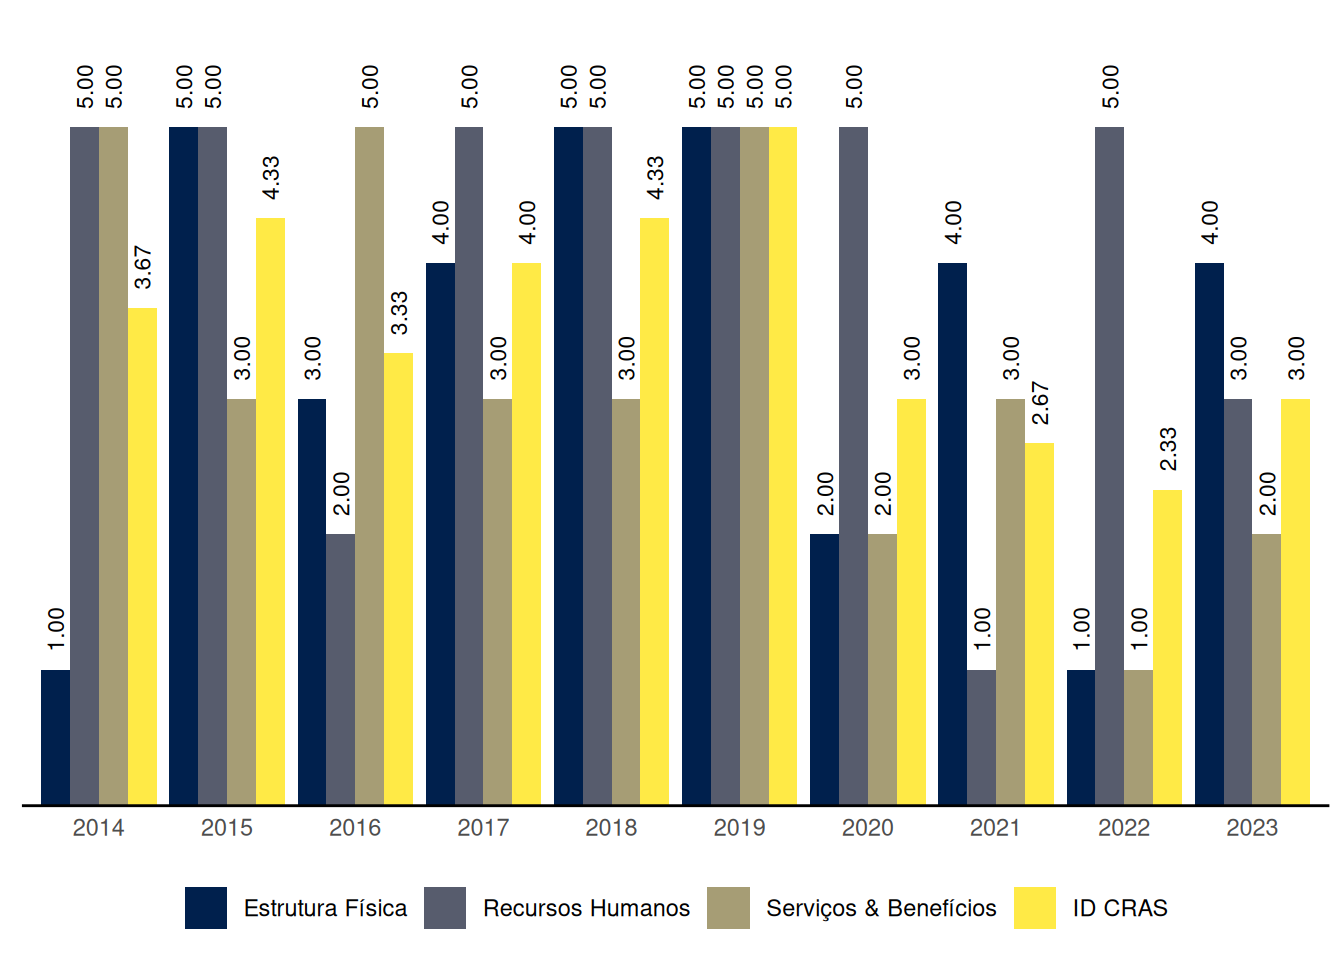 1.00 5.00 5.00 3.67
5.00 5.00 3.00 4.33
3.00 2.00 5.00 3.33
4.00 5.00 3.00 4.00
5.00 5.00 3.00 4.33
5.00 5.00 5.00 5.00
2.00 5.00 2.00 3.00
4.00 1.00 3.00 2.67
1.00 5.00 1.00 2.33
4.00 3.00 2.00 3.00
2014 2015 2016 2017 2018 2019 2020 2021 2022 2023
Estrutura Física Recursos Humanos Serviços & Benefícios ID CRAS